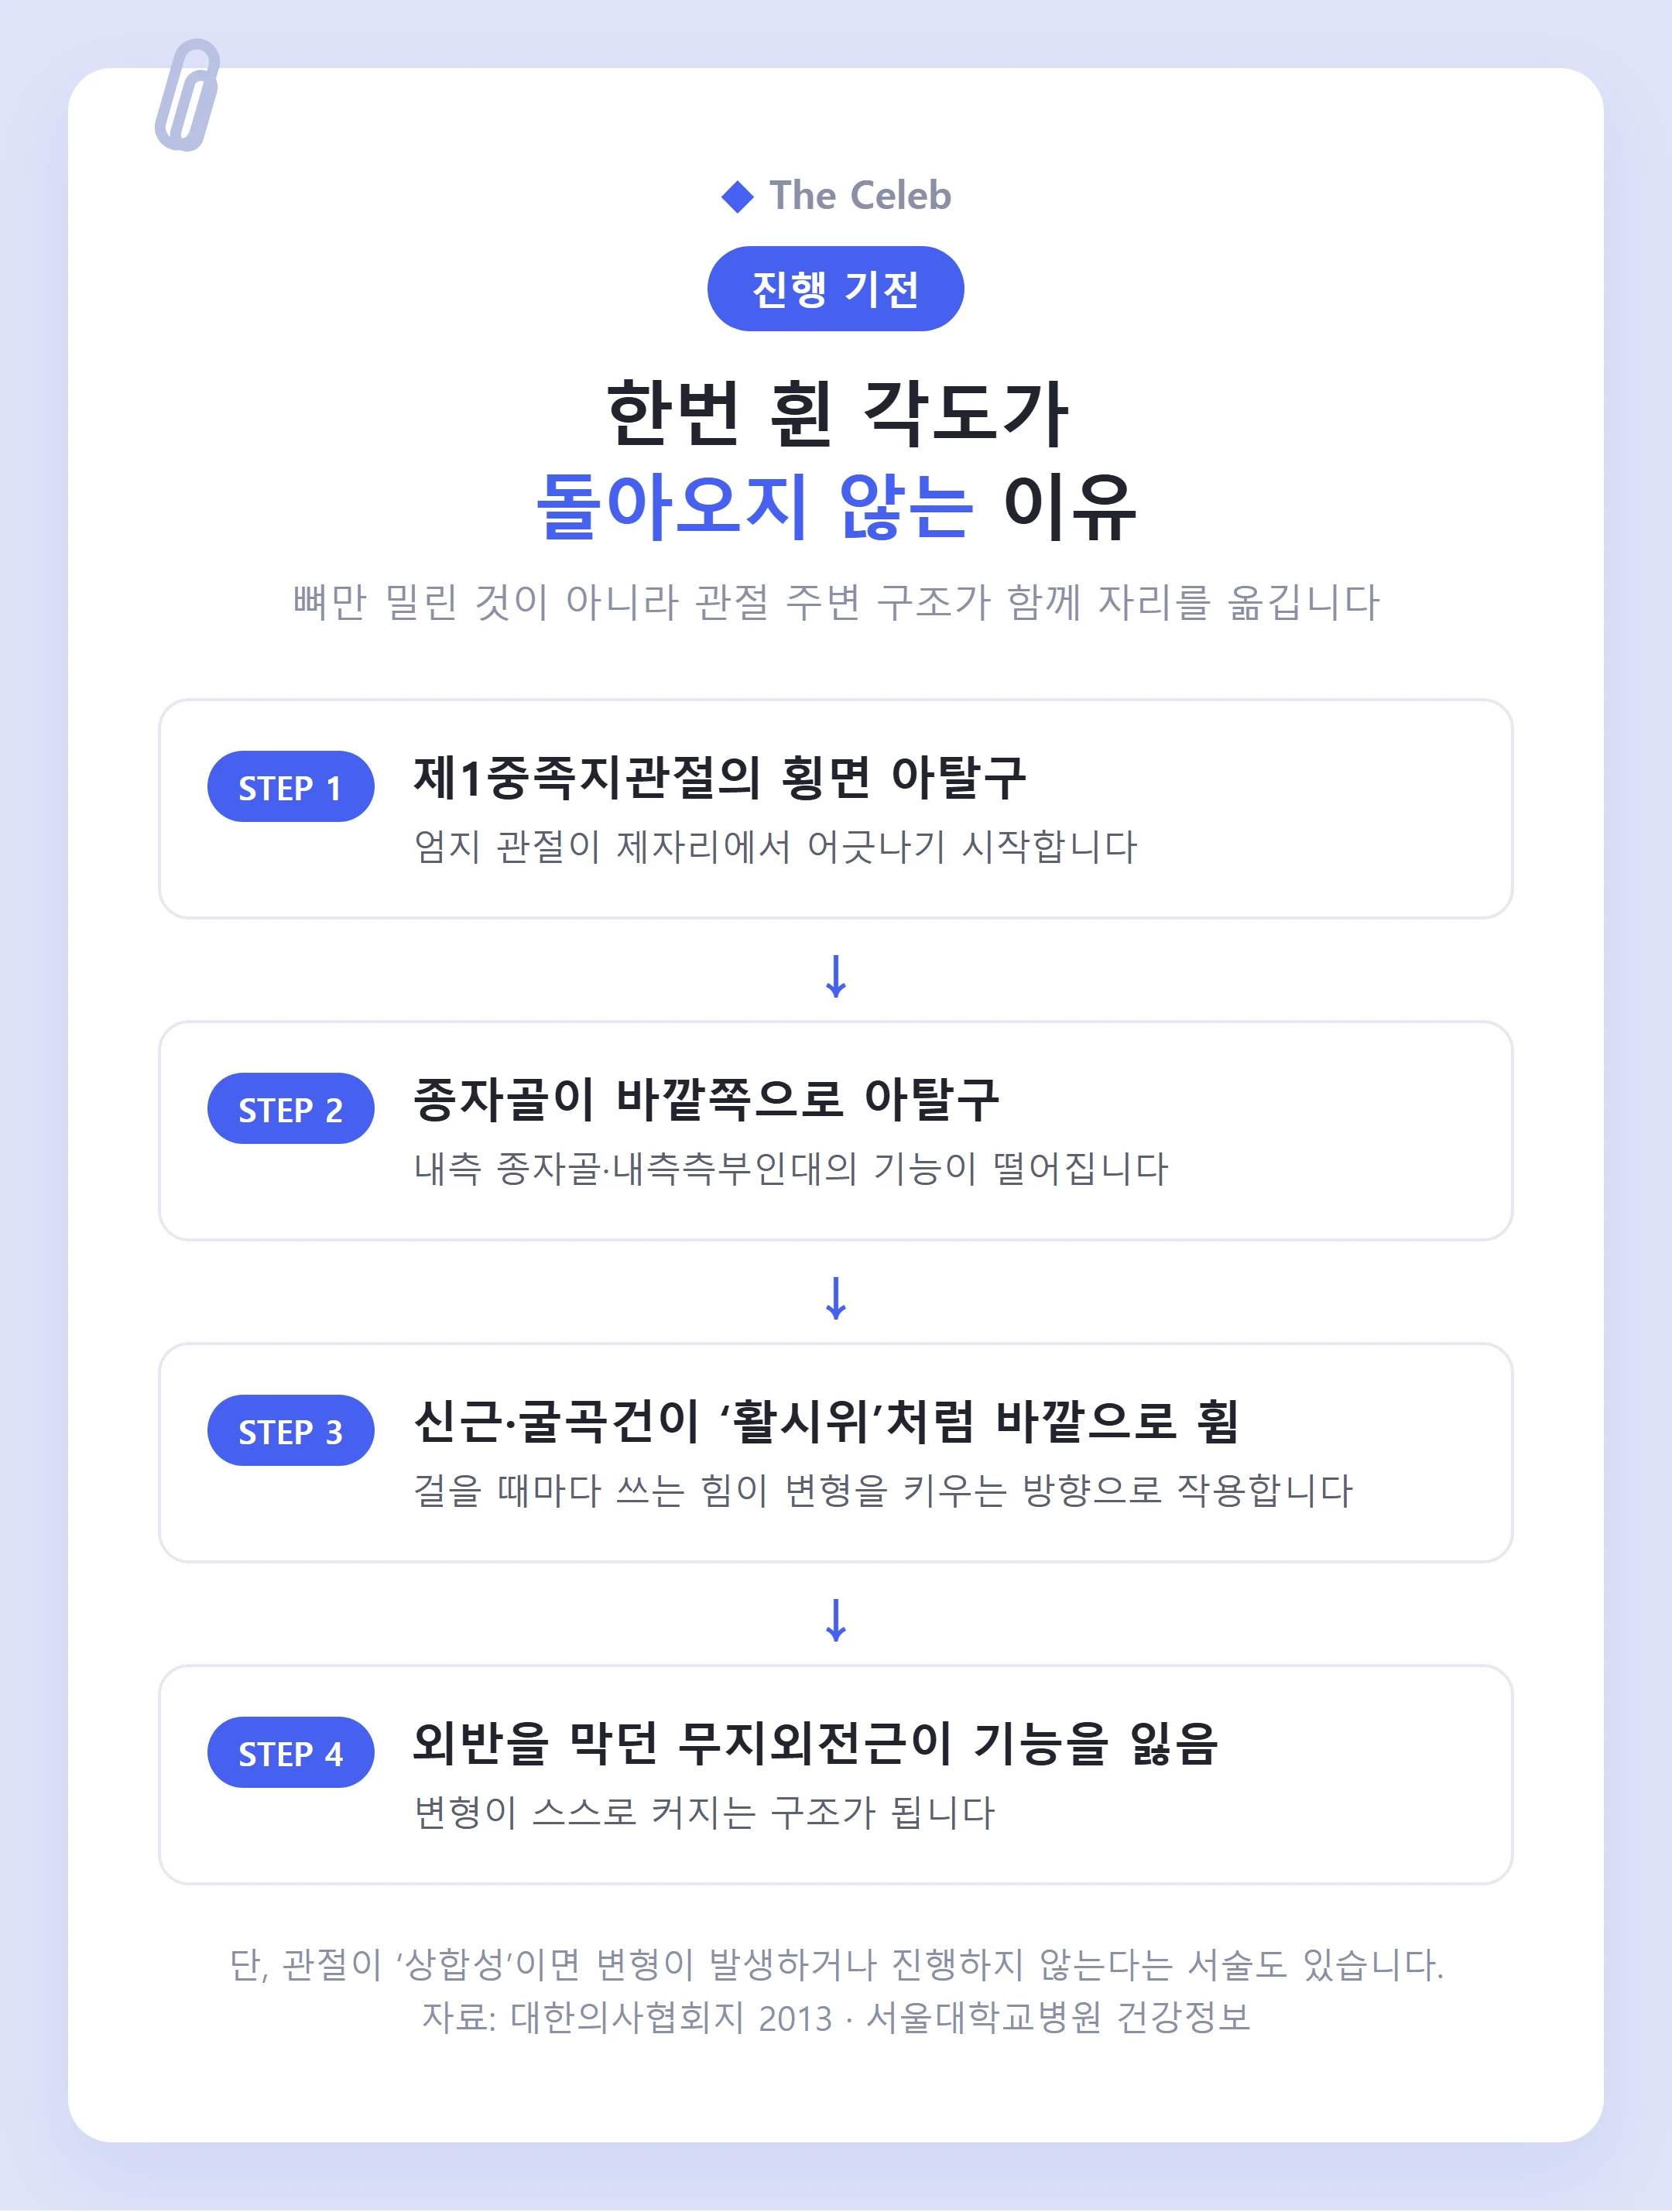 The Celeb
진행 기전
한번 휜 각도가
돌아오지 않는 이유
뼈만 밀린 것이 아니라 관절 주변 구조가 함께 자리를 옮깁니다
STEP 1
제1중족지관절의 횡면 아탈구
엄지 관절이 제자리에서 어긋나기 시작합니다
↓
STEP 2
종자골이 바깥쪽으로 아탈구
내측 종자골·내측측부인대의 기능이 떨어집니다
↓
STEP 3
신근·굴곡건이 ‘활시위’처럼 바깥으로 휨
걸을 때마다 쓰는 힘이 변형을 키우는 방향으로 작용합니다
↓
STEP 4
외반을 막던 무지외전근이 기능을 잃음
변형이 스스로 커지는 구조가 됩니다
단, 관절이 ‘상합성’이면 변형이 발생하거나 진행하지 않는다는 서술도 있습니다.
자료: 대한의사협회지 2013 · 서울대학교병원 건강정보